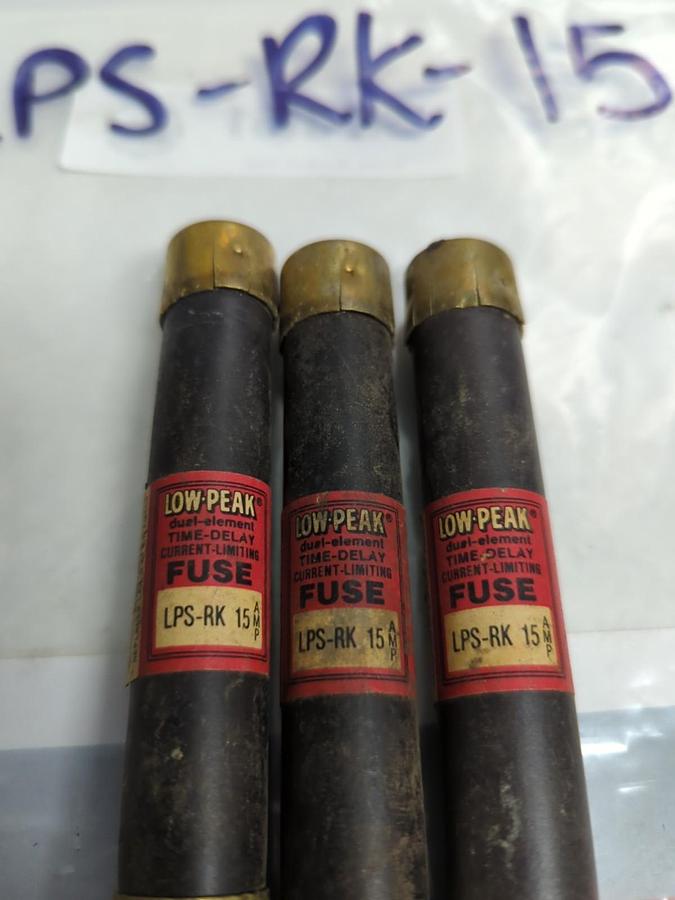 LPS-RK-15
LOW·PEAK®
dual-element
TIME-DELAY
CURRENT-LIMITING
FUSE
LPS-RK 15 AMP
LOW·PEAK®
dual-element
TIME-DELAY
CURRENT-LIMITING
FUSE
LPS-RK 15 AMP
LOW·PEAK®
dual-element
TIME-DELAY
CURRENT-LIMITING
FUSE
LPS-RK 15 AMP